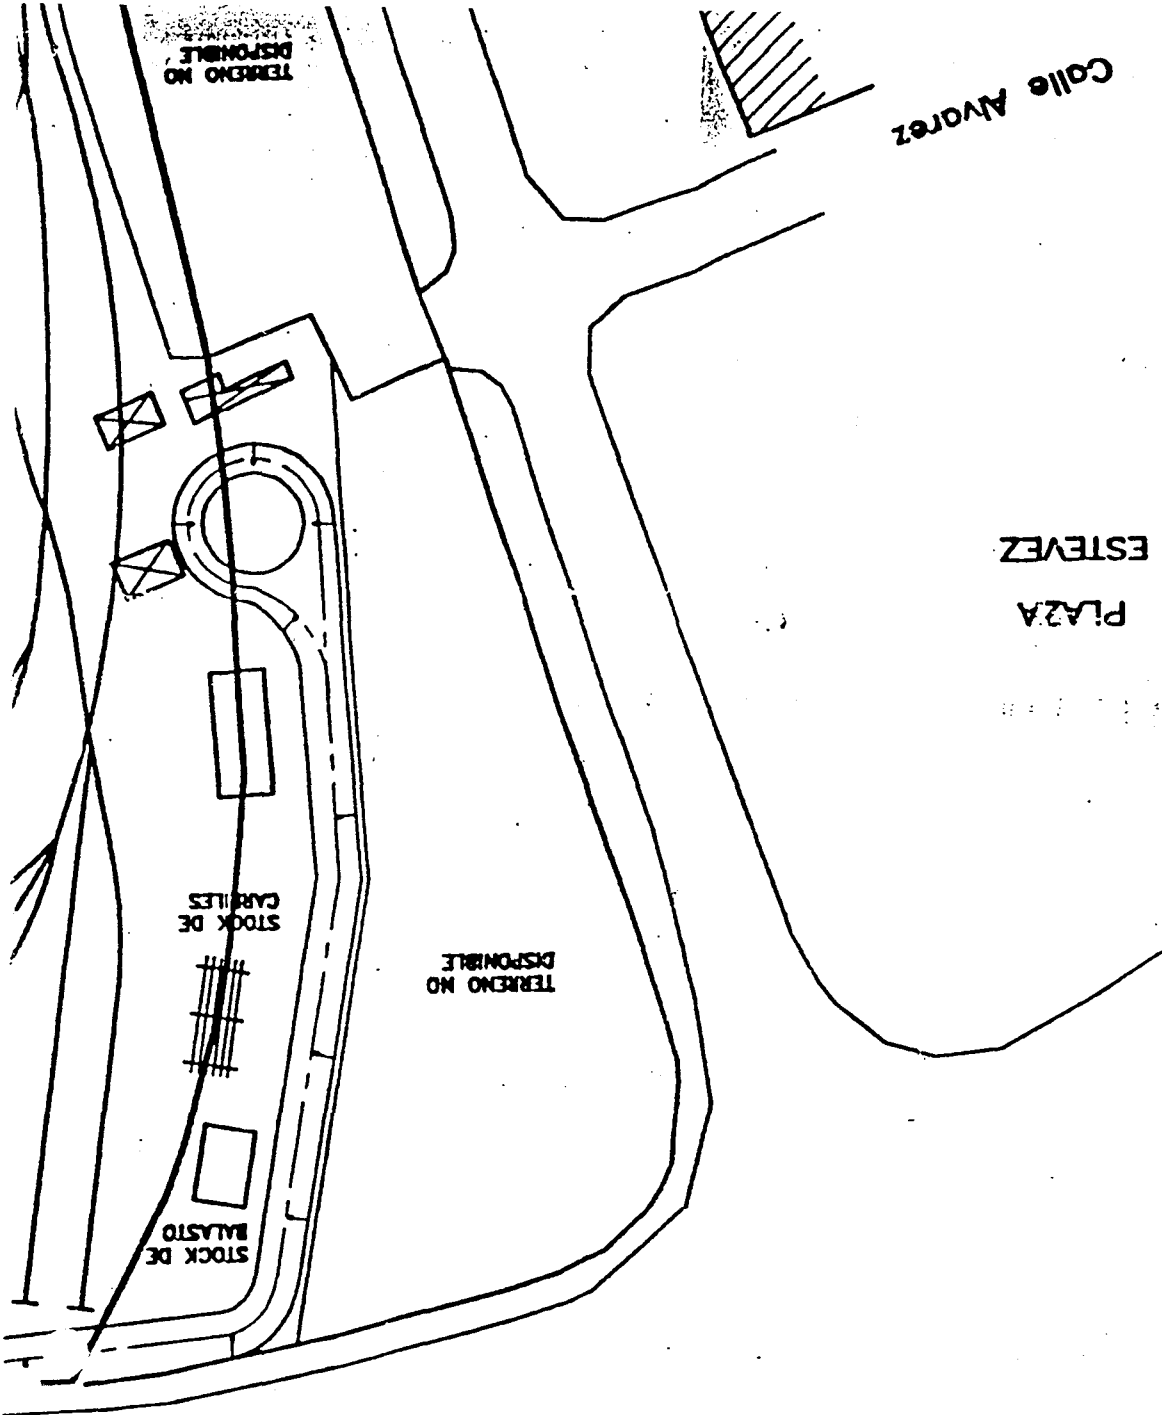 STOCK DE
BALASTO
TERRENO NO
DISPONIBLE
STOCK DE
CARRILES
PLAZA
ESTEVEZ
Calle Alvarez
TERRENO NO
DISPONIBLE